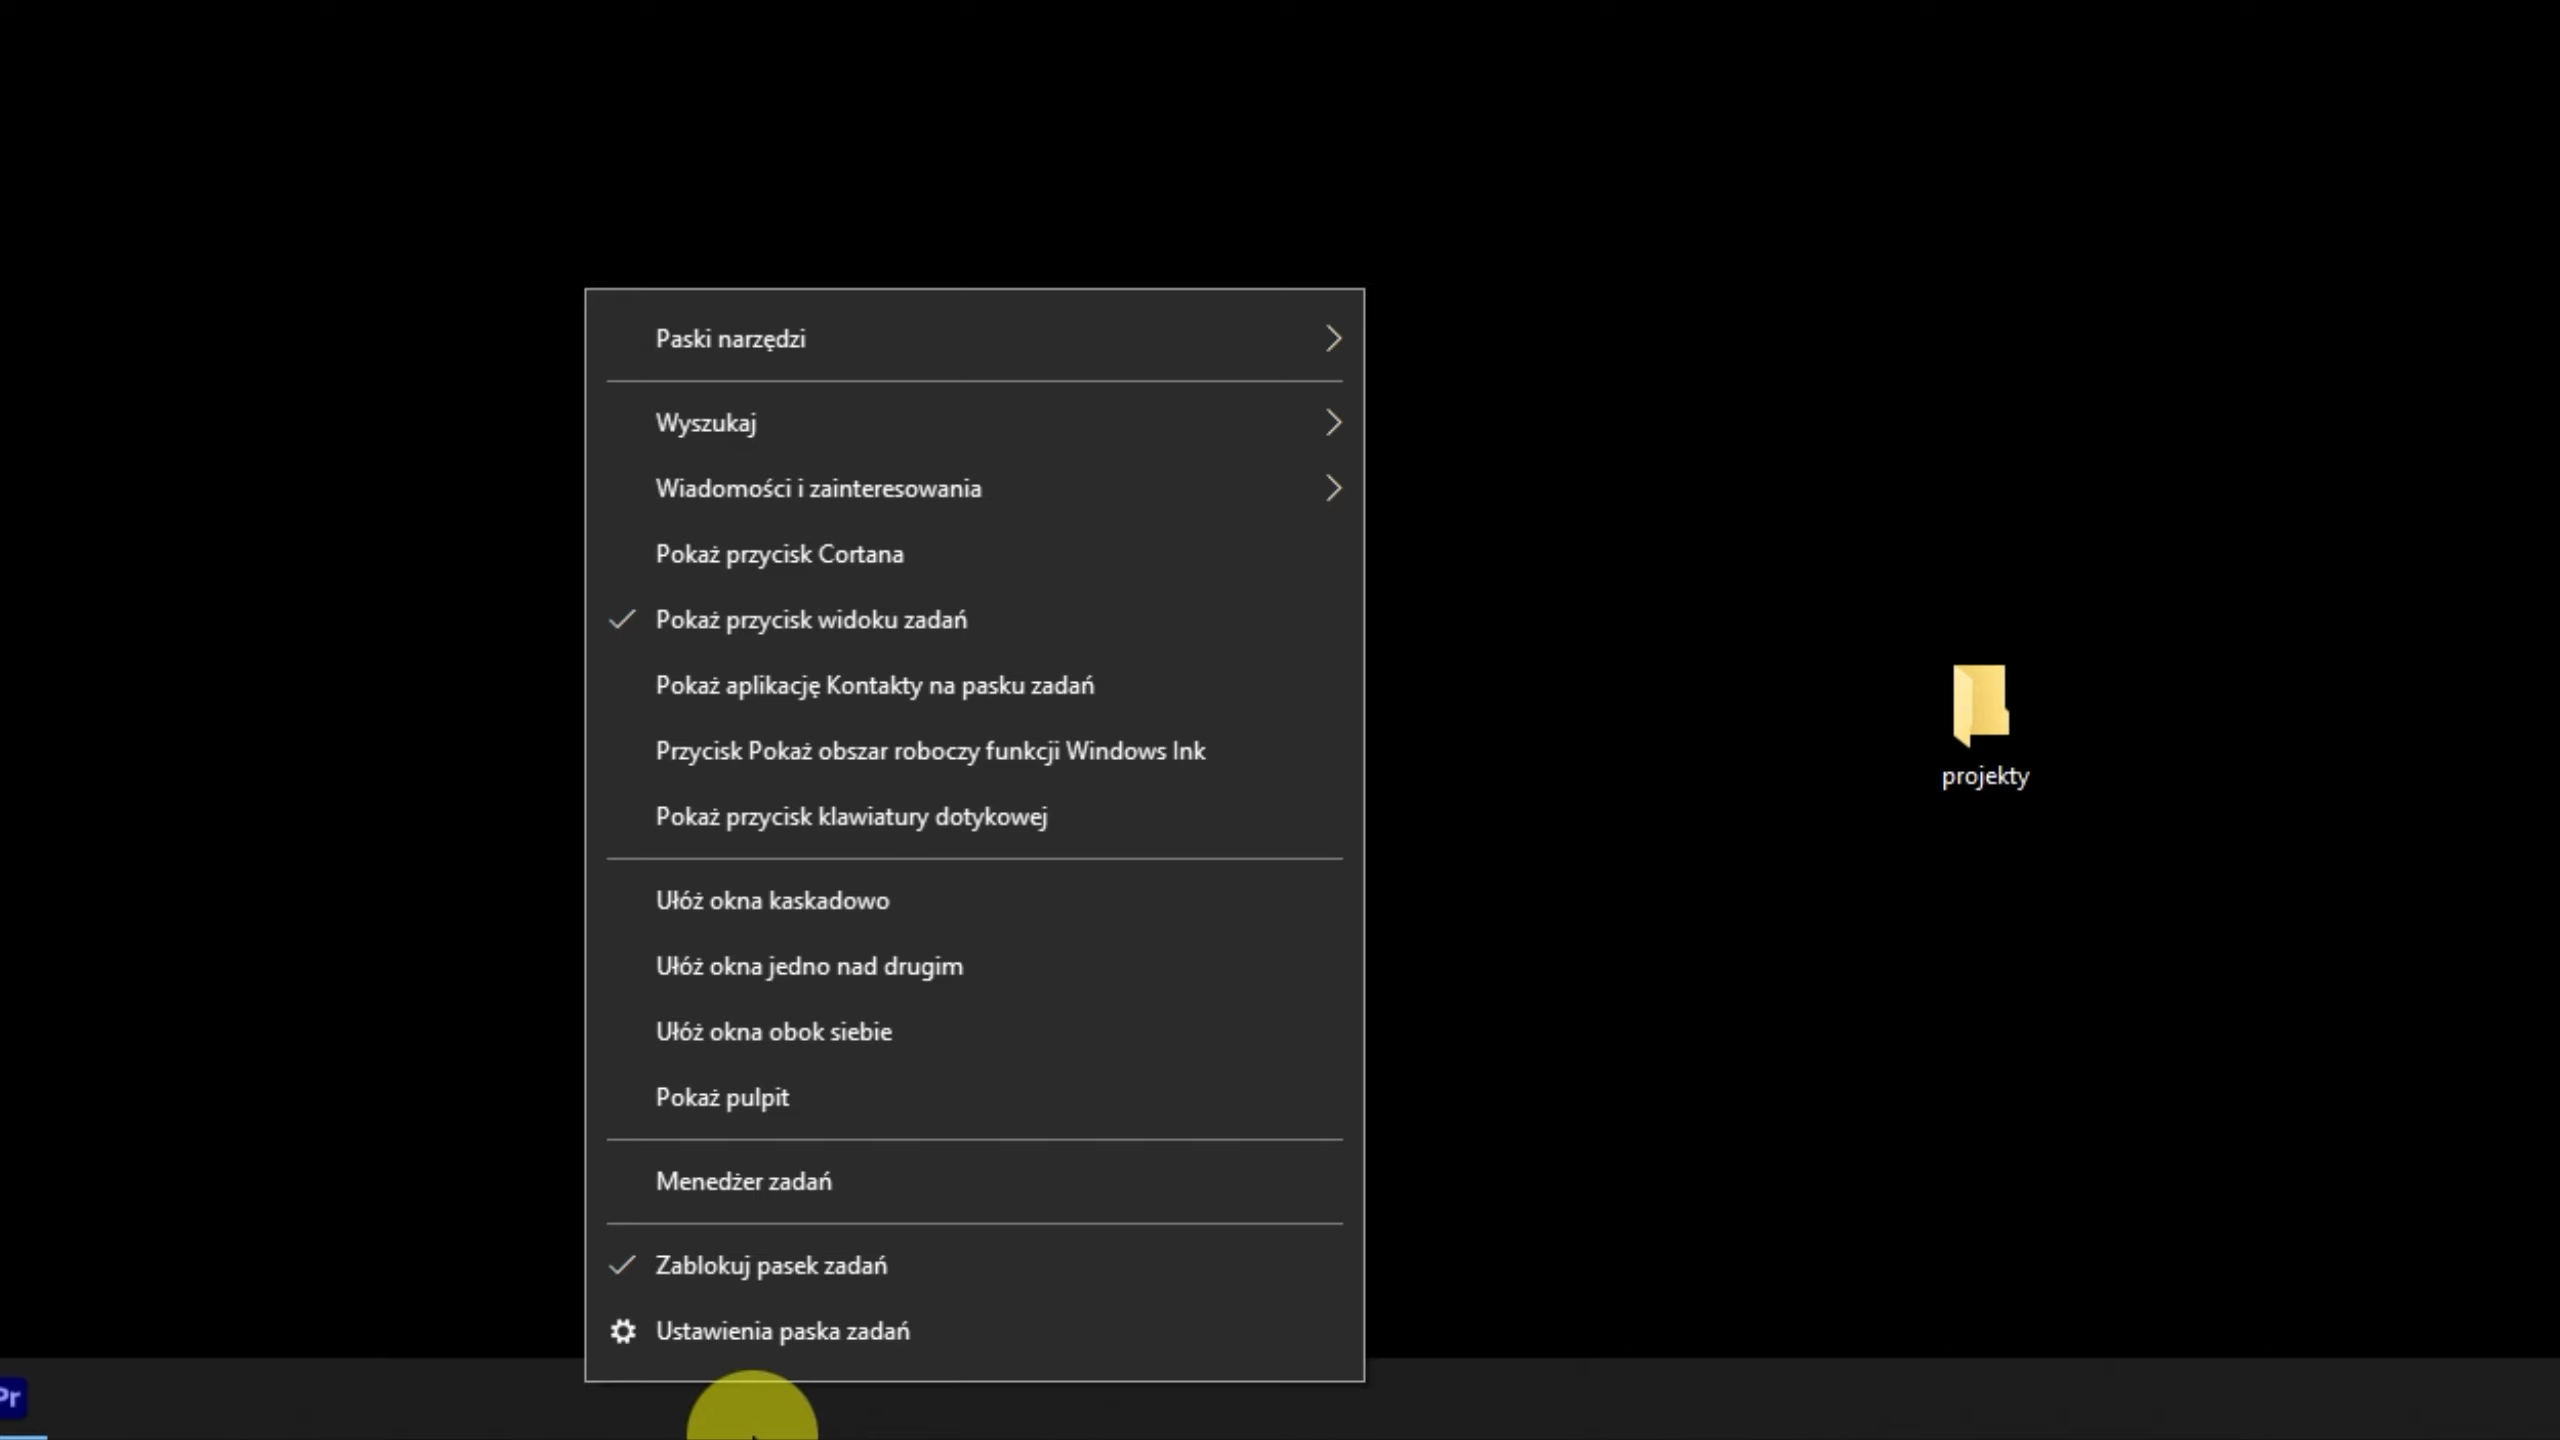 Paski narzędzi
Wyszukaj
Wiadomości i zainteresowania
Pokaż przycisk Cortana
Pokaż przycisk widoku zadań
Pokaż aplikację Kontakty na pasku zadań
Przycisk Pokaż obszar roboczy funkcji Windows Ink
Pokaż przycisk klawiatury dotykowej
Ułóż okna kaskadowo
Ułóż okna jedno nad drugim
Ułóż okna obok siebie
Pokaż pulpit
Menedżer zadań
Zablokuj pasek zadań
Ustawienia paska zadań
projekty
Pr